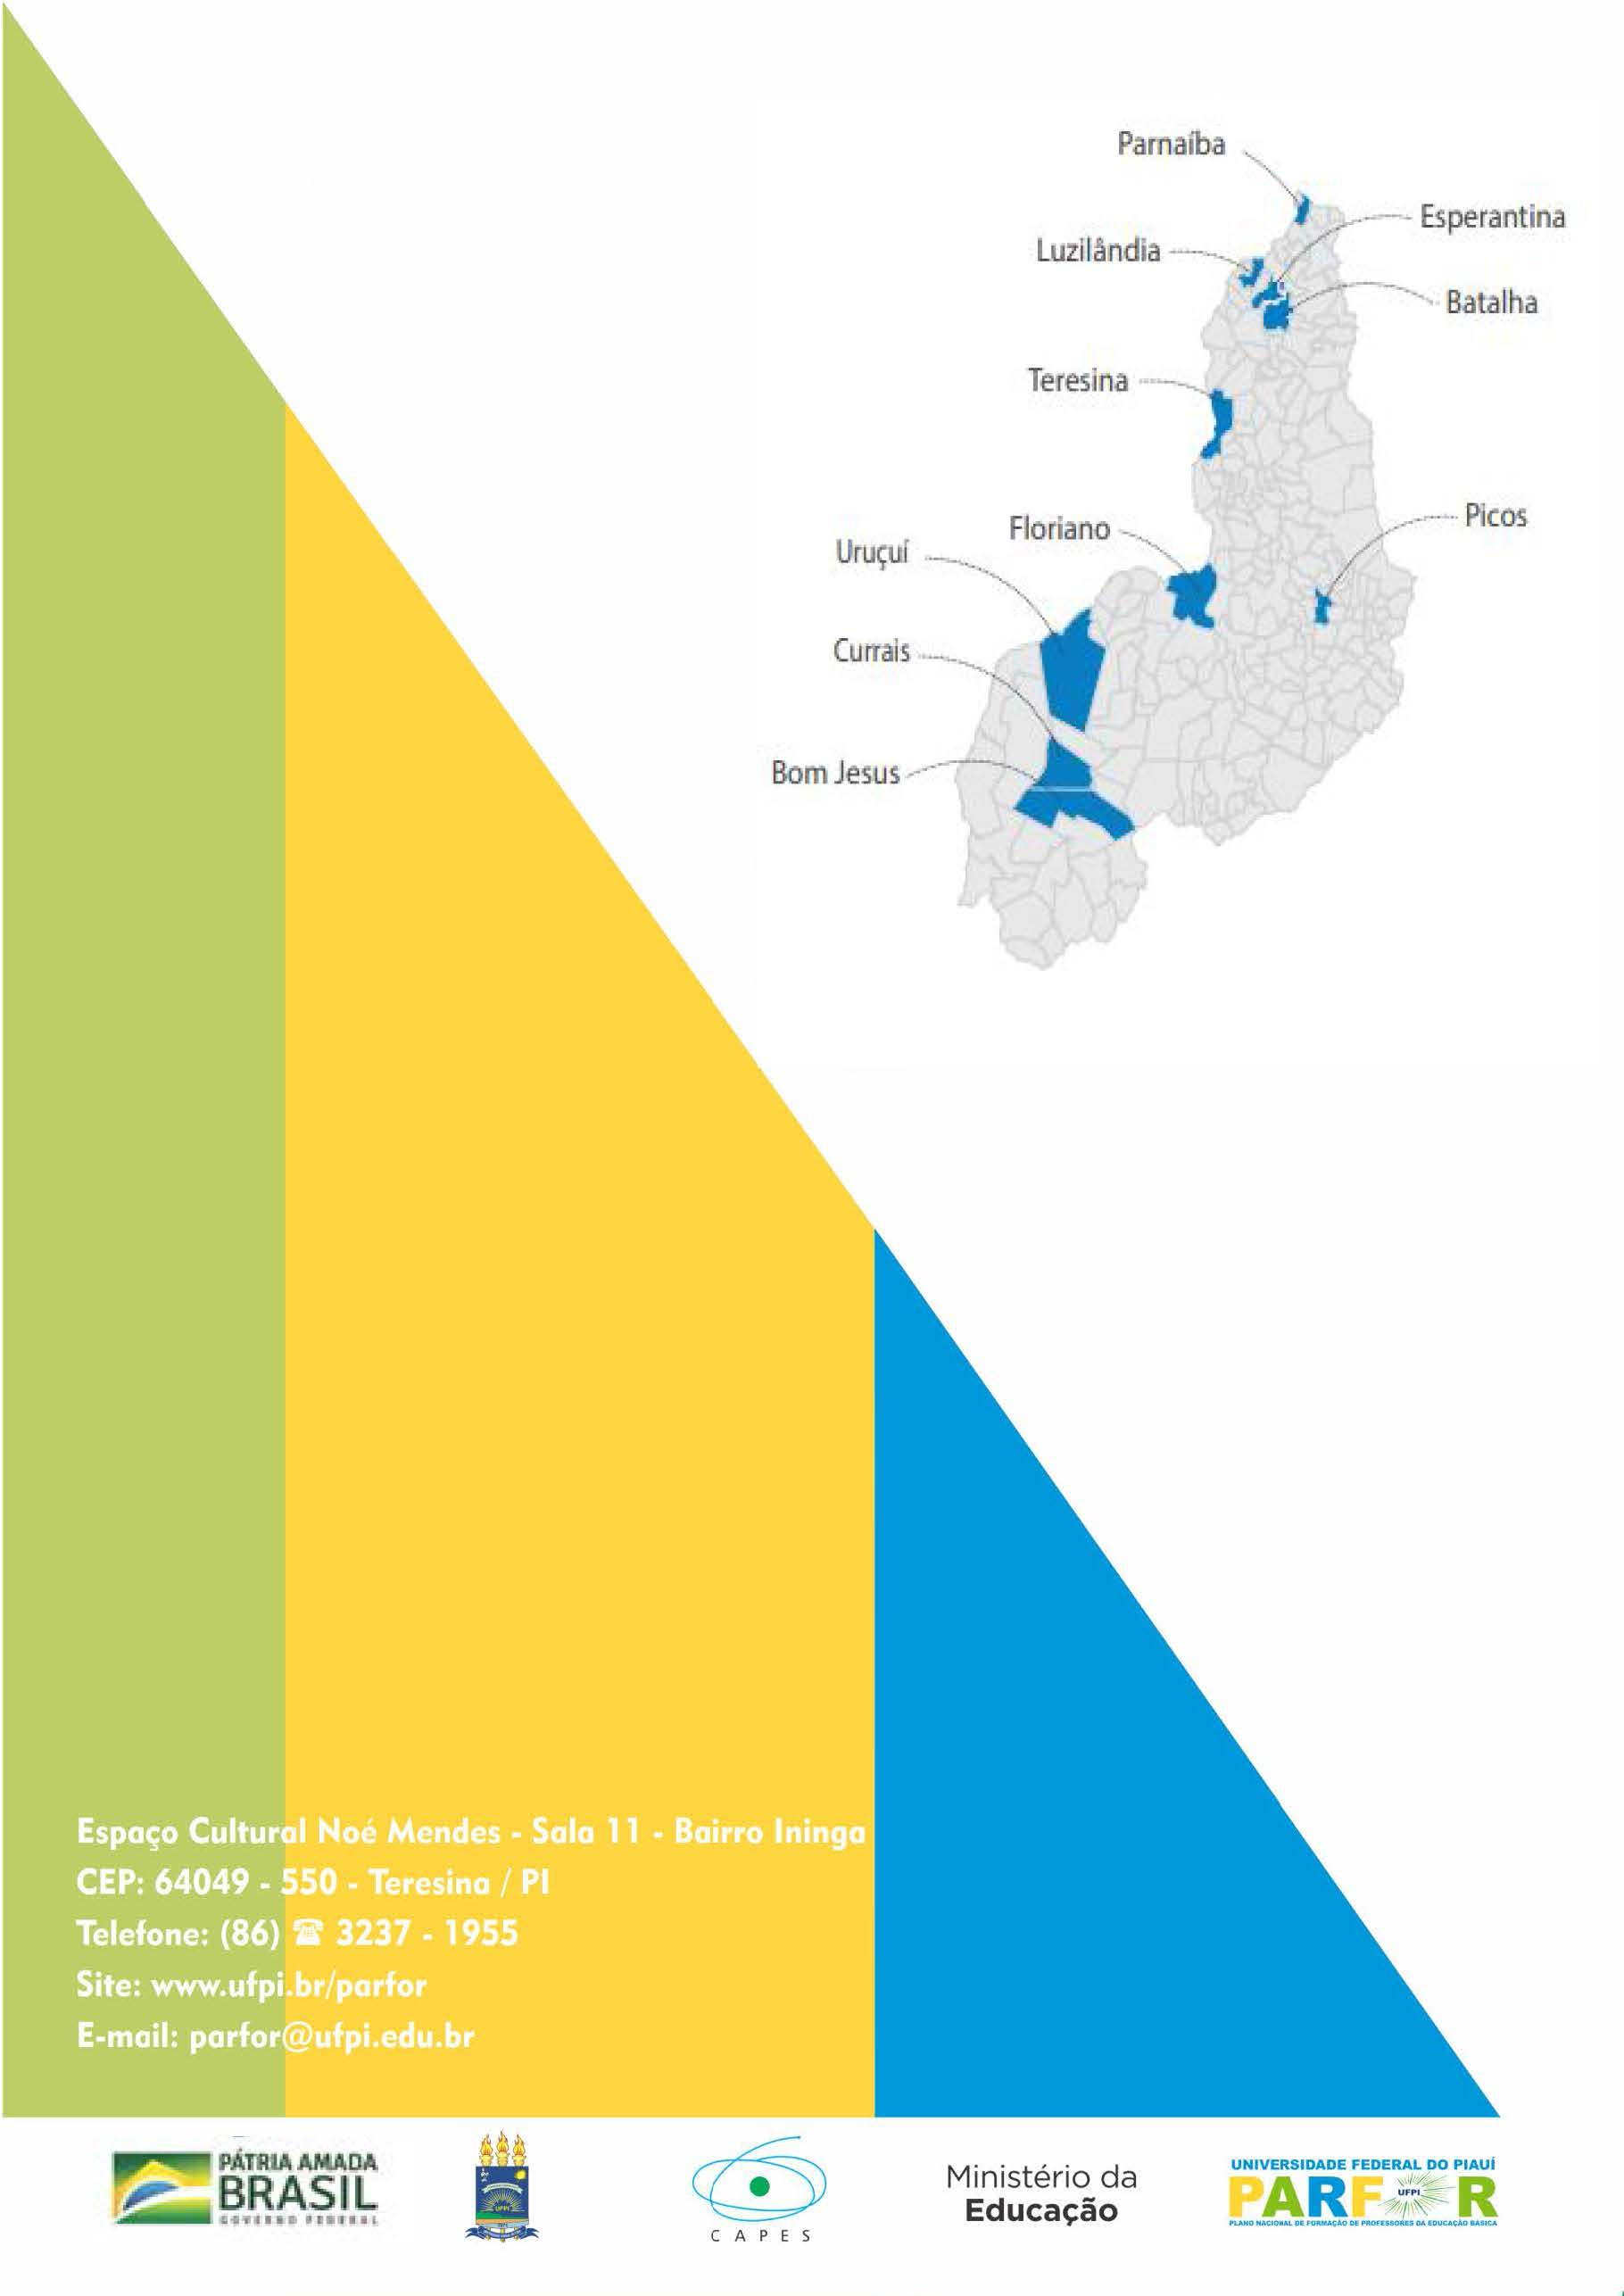 Parnaíba
Esperantina
Luzilândia
Batalha
Teresina
Picos
Floriano
Uruçuí
Currais
Bom Jesus
Espaço Cultural Noé Mendes - Sala 11 - Bairro Ininga
CEP: 64049 - 550 - Teresina / PI
Telefone: (86) ☎ 3237 - 1955
Site: www.ufpi.br/parfor
E-mail: parfor@ufpi.edu.br
PÁTRIA AMADA
BRASIL
GOVERNO FEDERAL
UFPI
CAPES
Ministério da
Educação
UNIVERSIDADE FEDERAL DO PIAUÍ
PARFOR
UFPI
PLANO NACIONAL DE FORMAÇÃO DE PROFESSORES DA EDUCAÇÃO BÁSICA